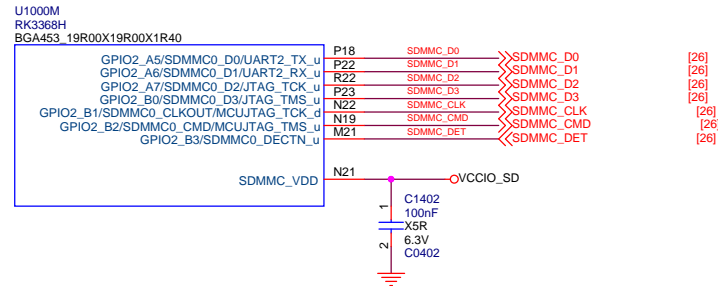 U1000M
RK3368H
BGA453_19R00X19R00X1R40
GPIO2_A5/SDMMC0_D0/UART2_TX_u P18 SDMMC_D0 SDMMC_D0 [26]
GPIO2_A6/SDMMC0_D1/UART2_RX_u P22 SDMMC_D1 SDMMC_D1 [26]
GPIO2_A7/SDMMC0_D2/JTAG_TCK_u R22 SDMMC_D2 SDMMC_D2 [26]
GPIO2_B0/SDMMC0_D3/JTAG_TMS_u P23 SDMMC_D3 SDMMC_D3 [26]
GPIO2_B1/SDMMC0_CLKOUT/MCUJTAG_TCK_d N22 SDMMC_CLK SDMMC_CLK [26]
GPIO2_B2/SDMMC0_CMD/MCUJTAG_TMS_u N19 SDMMC_CMD SDMMC_CMD [26]
GPIO2_B3/SDMMC0_DECTN_u M21 SDMMC_DET SDMMC_DET [26]
SDMMC_VDD N21 VCCIO_SD
1
2
C1402
100nF
X5R
6.3V
C0402